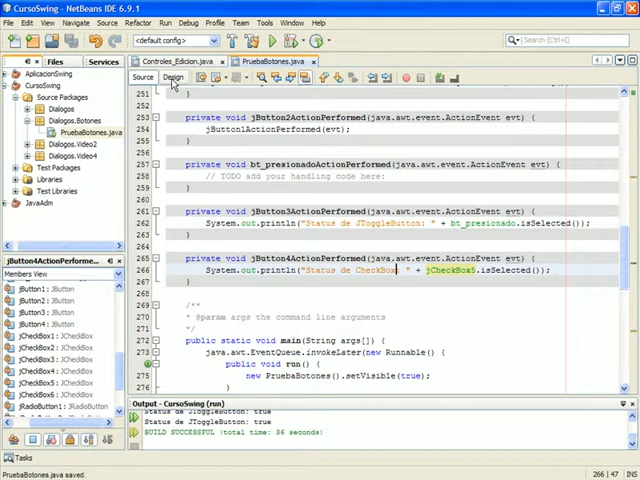 CursoSwing - NetBeans IDE 6.9.1
File Edit View Navigate Source Refactor Run Debug Profile Team Tools Window Help
<default config>
Search (Ctrl+I)
Files Services
Controles_Edicion.java PruebaBotones.java
Source Design
AplicacionSwing
CursoSwing
Source Packages
Dialogos
Dialogos.Botones
PruebaBotones.java
Dialogos.Video2
Dialogos.Video4
Test Packages
Libraries
Test Libraries
JavaAdm
251
253 private void jButton2ActionPerformed(java.awt.event.ActionEvent evt) {
254 jButton1ActionPerformed(evt);
255 }
257 private void bt_presionadoActionPerformed(java.awt.event.ActionEvent evt) {
258 // TODO add your handling code here:
259 }
261 private void jButton3ActionPerformed(java.awt.event.ActionEvent evt) {
262 System.out.println("Status de JToggleButton: " + bt_presionado.isSelected());
263 }
265 private void jButton4ActionPerformed(java.awt.event.ActionEvent evt) {
266 System.out.println("Status de CheckBox: " + jCheckBox5.isSelected());
267 }
269 /**
270 * @param args the command line arguments
271 */
272 public static void main(String args[]) {
273 java.awt.EventQueue.invokeLater(new Runnable() {
public void run() {
275 new PruebaBotones().setVisible(true);
276 }
jButton4ActionPerforme...
Members View
jButton1 : JButton
jButton2 : JButton
jButton3 : JButton
jButton4 : JButton
jCheckBox1 : JCheckBox
jCheckBox2 : JCheckBox
jCheckBox3 : JCheckBox
jCheckBox4 : JCheckBox
jCheckBox5 : JCheckBox
jRadioButton1 : JRadioButton
Output - CursoSwing (run)
Status de JToggleButton: true
Status de JToggleButton: true
BUILD SUCCESSFUL (total time: 36 seconds)
Tasks
PruebaBotones.java saved.
266 | 47 INS